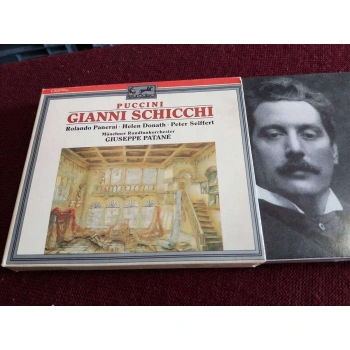 PUCCINI
GIANNI SCHICCHI
Rolando Panerai · Helen Donath · Peter Seiffert
Münchner Rundfunkorchester
GIUSEPPE PATANÈ